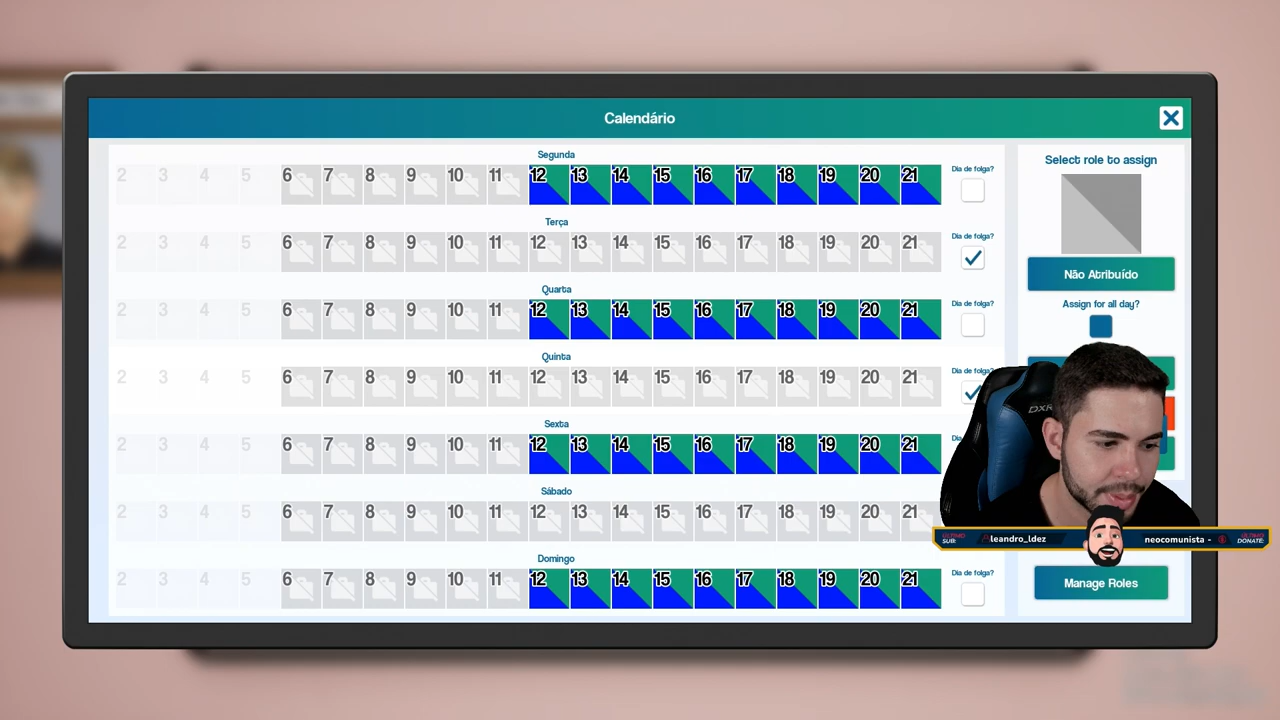 Calendário
Segunda
2 3 4 5 6 7 8 9 10 11 12 13 14 15 16 17 18 19 20 21
Dia de folga?
Terça
2 3 4 5 6 7 8 9 10 11 12 13 14 15 16 17 18 19 20 21
Dia de folga?
Quarta
2 3 4 5 6 7 8 9 10 11 12 13 14 15 16 17 18 19 20 21
Dia de folga?
Quinta
2 3 4 5 6 7 8 9 10 11 12 13 14 15 16 17 18 19 20 21
Dia de folga?
Sexta
2 3 4 5 6 7 8 9 10 11 12 13 14 15 16 17 18 19 20 21
Sábado
2 3 4 5 6 7 8 9 10 11 12 13 14 15 16 17 18 19 20 21
Domingo
2 3 4 5 6 7 8 9 10 11 12 13 14 15 16 17 18 19 20 21
Dia de folga?
Select role to assign
Não Atribuído
Assign for all day?
DXR
ÚLTIMO SUB: leandro_ldez
neocomunista - ÚLTIMO DONATE:
Manage Roles